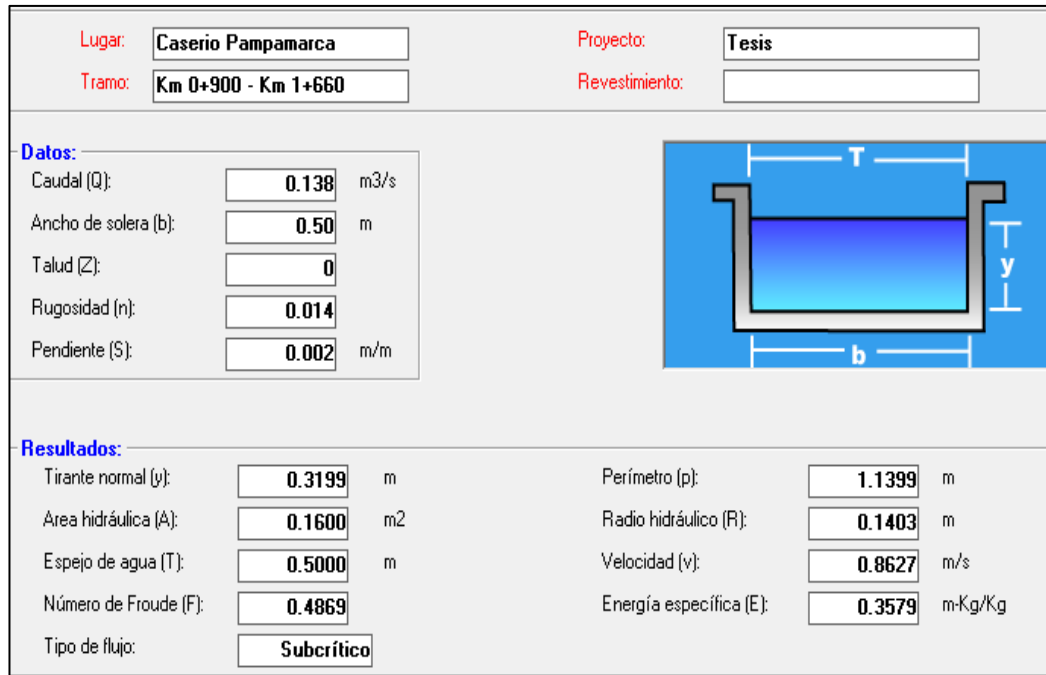 Lugar: Caserio Pampamarca Proyecto: Tesis
Tramo: Km 0+900 - Km 1+660 Revestimiento:
Datos:
Caudal (Q): 0.138 m3/s
Ancho de solera (b): 0.50 m
Talud (Z): 0
Rugosidad (n): 0.014
Pendiente (S): 0.002 m/m
T
y
b
Resultados:
Tirante normal (y): 0.3199 m Perímetro (p): 1.1399 m
Area hidráulica (A): 0.1600 m2 Radio hidráulico (R): 0.1403 m
Espejo de agua (T): 0.5000 m Velocidad (v): 0.8627 m/s
Número de Froude (F): 0.4869 Energía específica (E): 0.3579 m-Kg/Kg
Tipo de flujo: Subcrítico